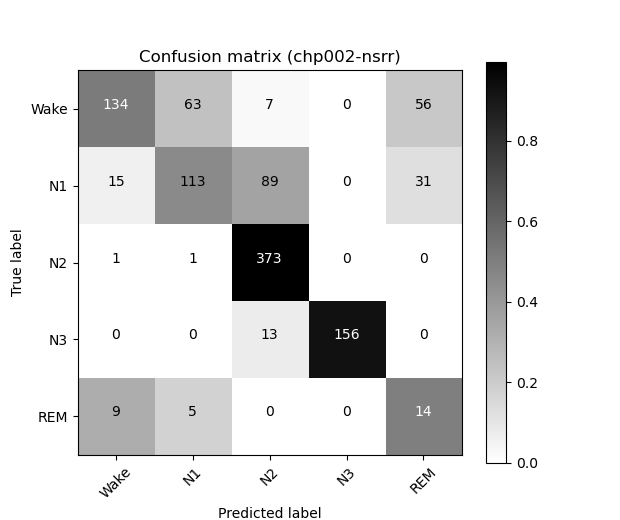 Confusion matrix (chp002-nsrr)
Wake 134 63 7 0 56
N1 15 113 89 0 31
N2 1 1 373 0 0
N3 0 0 13 156 0
REM 9 5 0 0 14
Wake N1 N2 N3 REM
True label
Predicted label
0.8
0.6
0.4
0.2
0.0